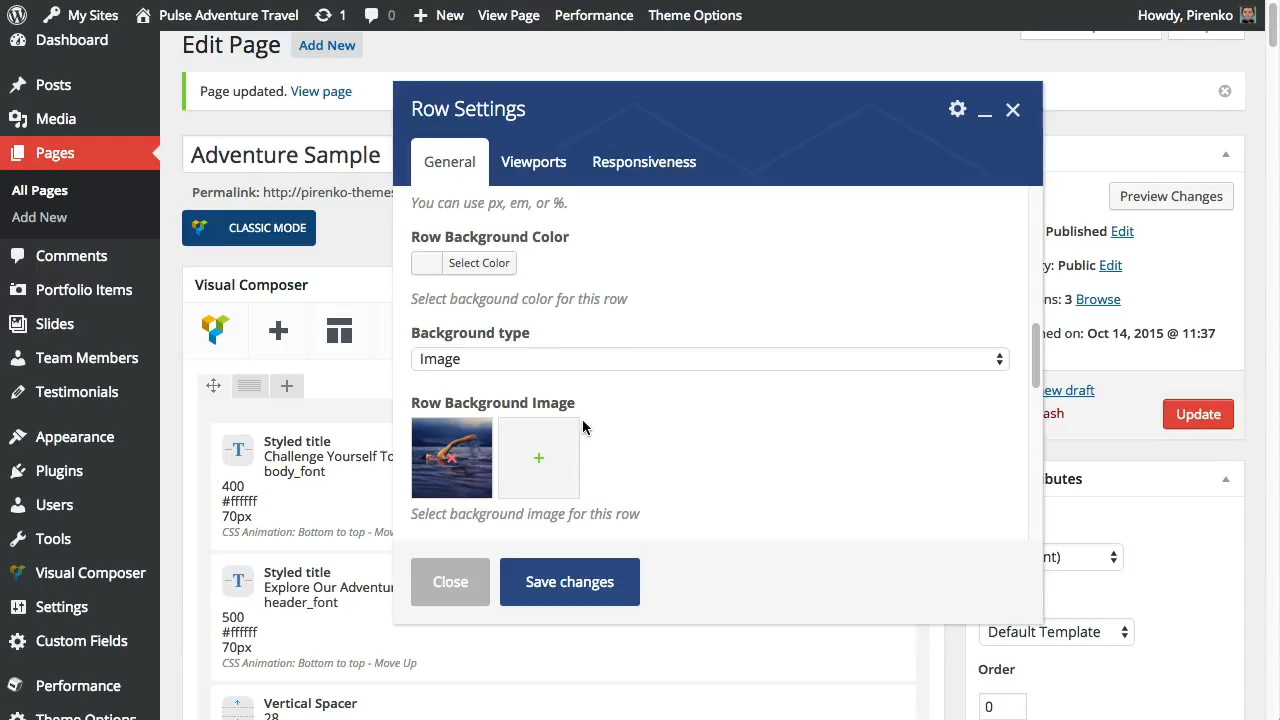 My Sites
Pulse Adventure Travel
1
0
New
View Page
Performance
Theme Options
Howdy, Pirenko
Dashboard
Posts
Media
Pages
All Pages
Add New
Comments
Portfolio Items
Slides
Team Members
Testimonials
Appearance
Plugins
Users
Tools
Visual Composer
Settings
Custom Fields
Performance
Theme Options
Edit Page
Add New
Page updated. View page
Adventure Sample
Permalink: http://pirenko-themes
CLASSIC MODE
Visual Composer
Styled title
Challenge Yourself To
body_font
400
#ffffff
70px
CSS Animation: Bottom to top - Mov
Styled title
Explore Our Adventu
header_font
500
#ffffff
70px
CSS Animation: Bottom to top - Move Up
Vertical Spacer
28
Row Settings
General
Viewports
Responsiveness
You can use px, em, or %.
Row Background Color
Select Color
Select backgound color for this row
Background type
Image
Row Background Image
Select background image for this row
Close
Save changes
Preview Changes
Published Edit
y: Public Edit
ons: 3 Browse
ned on: Oct 14, 2015 @ 11:37
ew draft
ash
Update
butes
nt)
Default Template
Order
0